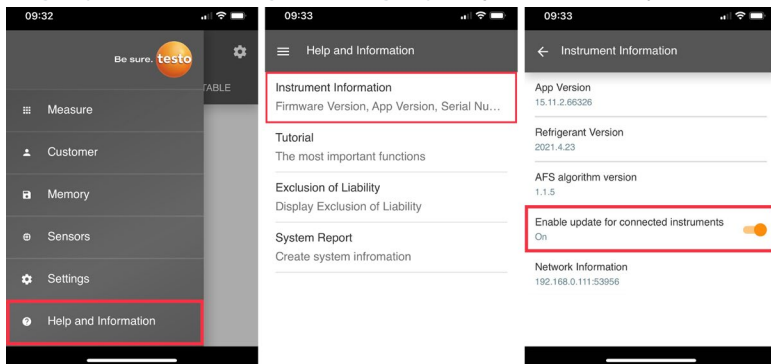 09:32
Be sure. testo
TABLE
Measure
Customer
Memory
Sensors
Settings
Help and Information
09:33
Help and Information
Instrument Information
Firmware Version, App Version, Serial Nu...
Tutorial
The most important functions
Exclusion of Liability
Display Exclusion of Liability
System Report
Create system infromation
09:33
Instrument Information
App Version
15.11.2.66326
Refrigerant Version
2021.4.23
AFS algorithm version
1.1.5
Enable update for connected instruments
On
Network Information
192.168.0.111:53956